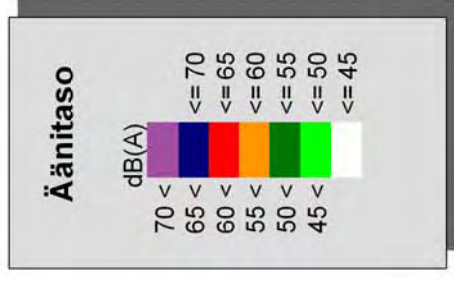 Äänitaso
dB(A)
70 <
65 < <= 70
60 < <= 65
55 < <= 60
50 < <= 55
45 < <= 50
<= 45